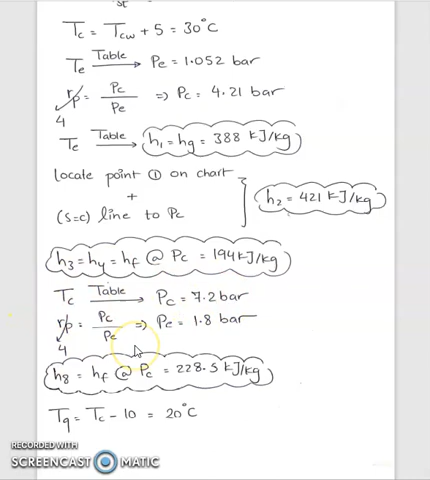 Tc = Tcw + 5 = 30°C
Te Table → Pe = 1.052 bar
rp = Pc/Pe => Pc = 4.21 bar
4
Te Table → h1 = hg = 388 kJ/kg
Locate point ① on chart
+
(s=c) line to Pc
h2 = 421 kJ/kg
h3 = h4 = hf @ Pc = 194 kJ/kg
Tc Table → Pc = 7.2 bar
rp = Pc/Pe => Pe = 1.8 bar
4
h8 = hf @ Pc = 228.5 kJ/kg
T9 = Tc - 10 = 20°C
RECORDED WITH
SCREENCAST MATIC